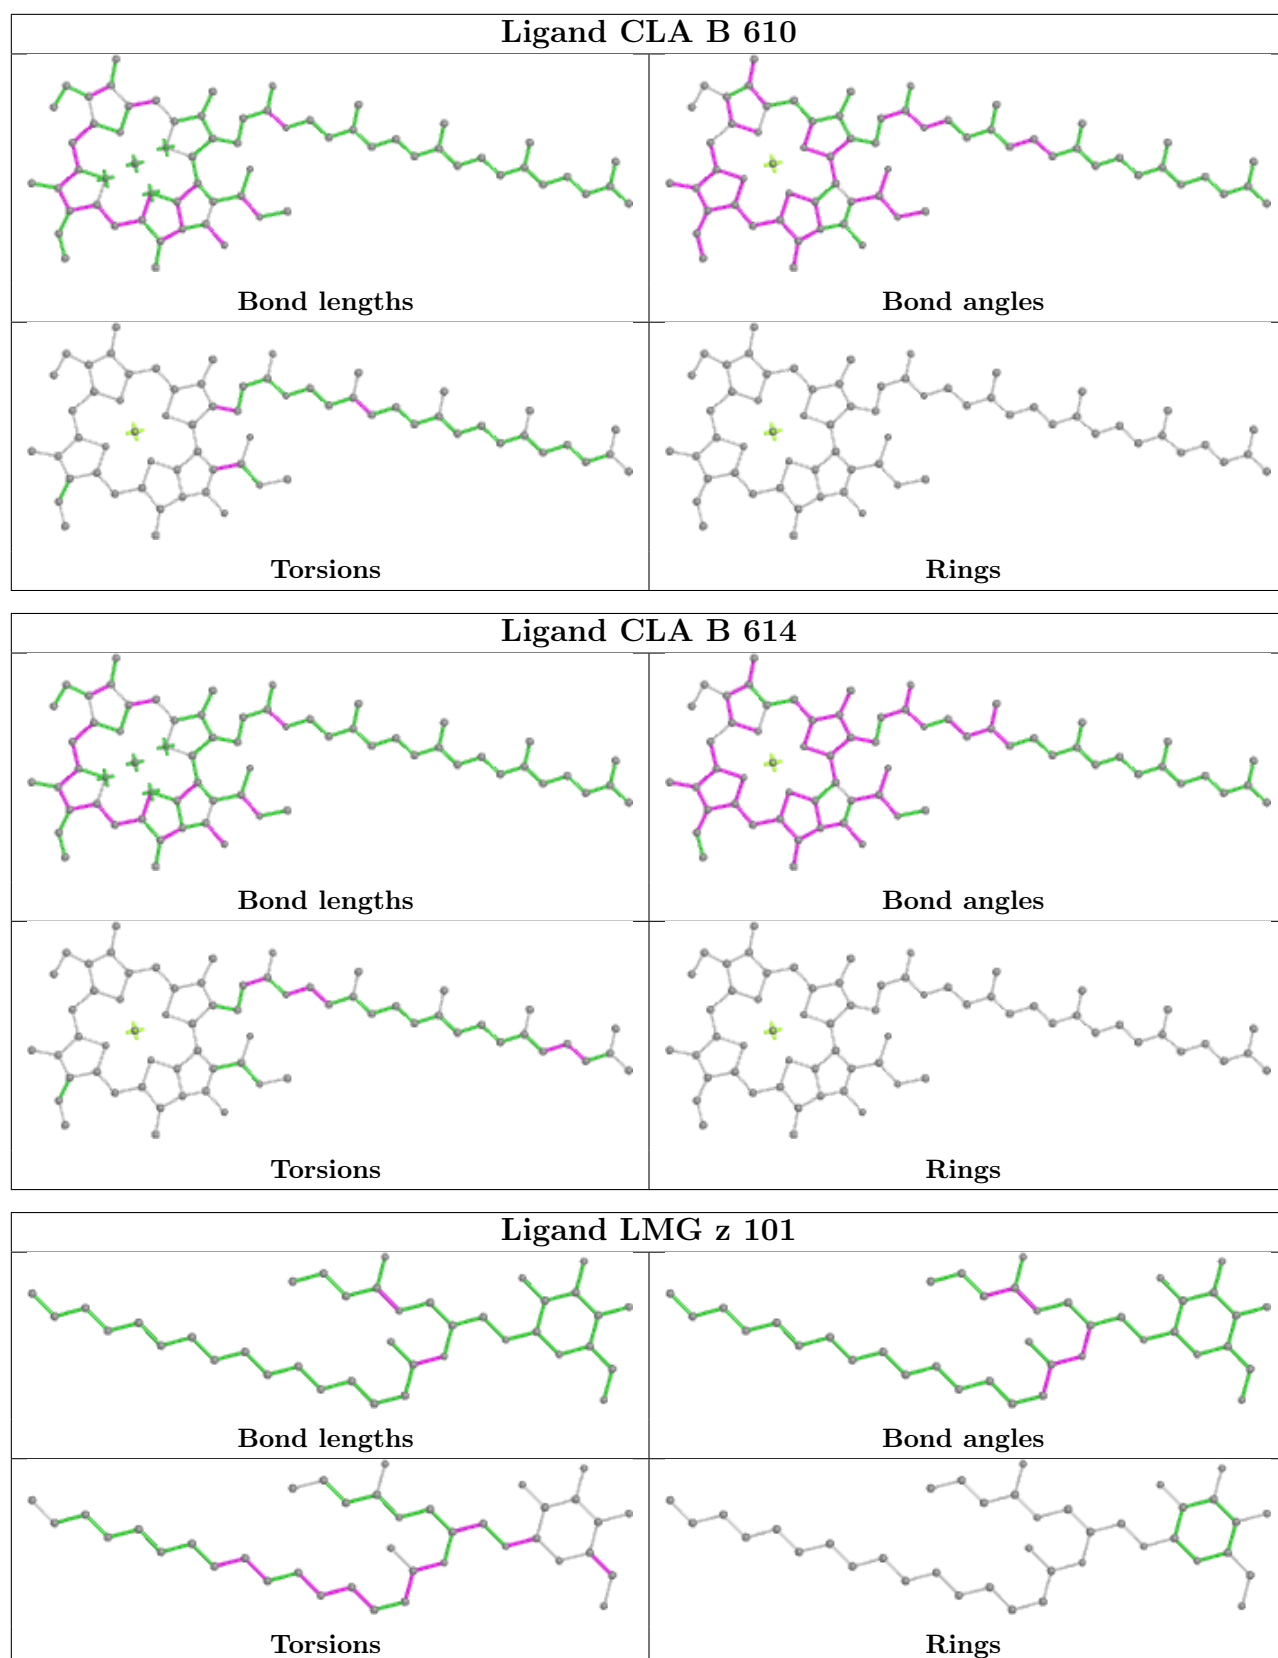 Ligand CLA B 610
Bond lengths
Bond angles
Torsions
Rings
Ligand CLA B 614
Bond lengths
Bond angles
Torsions
Rings
Ligand LMG z 101
Bond lengths
Bond angles
Torsions
Rings